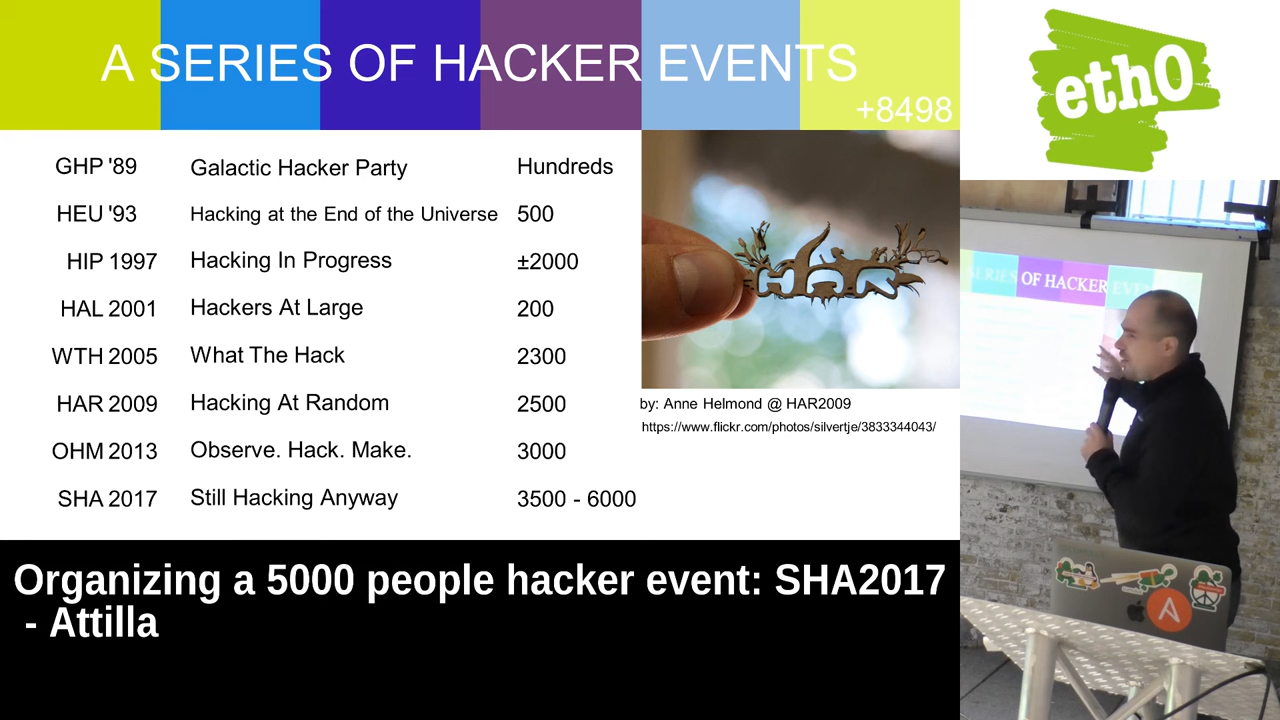 A SERIES OF HACKER EVENTS
+8498
GHP '89 Galactic Hacker Party Hundreds
HEU '93 Hacking at the End of the Universe 500
HIP 1997 Hacking In Progress ±2000
HAL 2001 Hackers At Large 200
WTH 2005 What The Hack 2300
HAR 2009 Hacking At Random 2500
OHM 2013 Observe. Hack. Make. 3000
SHA 2017 Still Hacking Anyway 3500 - 6000
har
by: Anne Helmond @ HAR2009
https://www.flickr.com/photos/silvertje/3833344043/
eth0
SERIES OF HACKER EVEN
A
Organizing a 5000 people hacker event: SHA2017
- Attilla